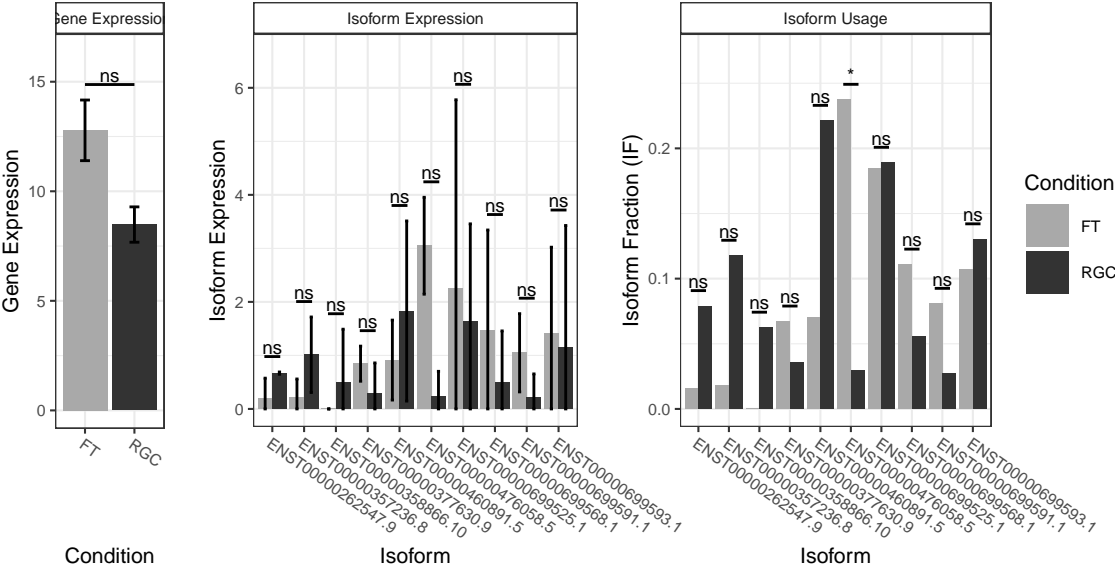 Gene Expression
Isoform Expression
Isoform Usage
Gene Expression
15
10
5
0
ns
FT
RGC
Condition
Isoform Expression
6
4
2
0
ns
ns
ns
ns
ns
ns
ns
ns
ns
ns
ENST00000262547.9
ENST00000357236.8
ENST00000358866.10
ENST00000377630.9
ENST00000460891.5
ENST00000476058.5
ENST00000699525.1
ENST00000699568.1
ENST00000699591.1
ENST00000699593.1
Isoform
Isoform Fraction (IF)
0.2
0.1
0.0
ns
ns
ns
ns
ns
*
ns
ns
ns
ns
ENST00000262547.9
ENST00000357236.8
ENST00000358866.10
ENST00000377630.9
ENST00000460891.5
ENST00000476058.5
ENST00000699525.1
ENST00000699568.1
ENST00000699591.1
ENST00000699593.1
Isoform
Condition
FT
RGC